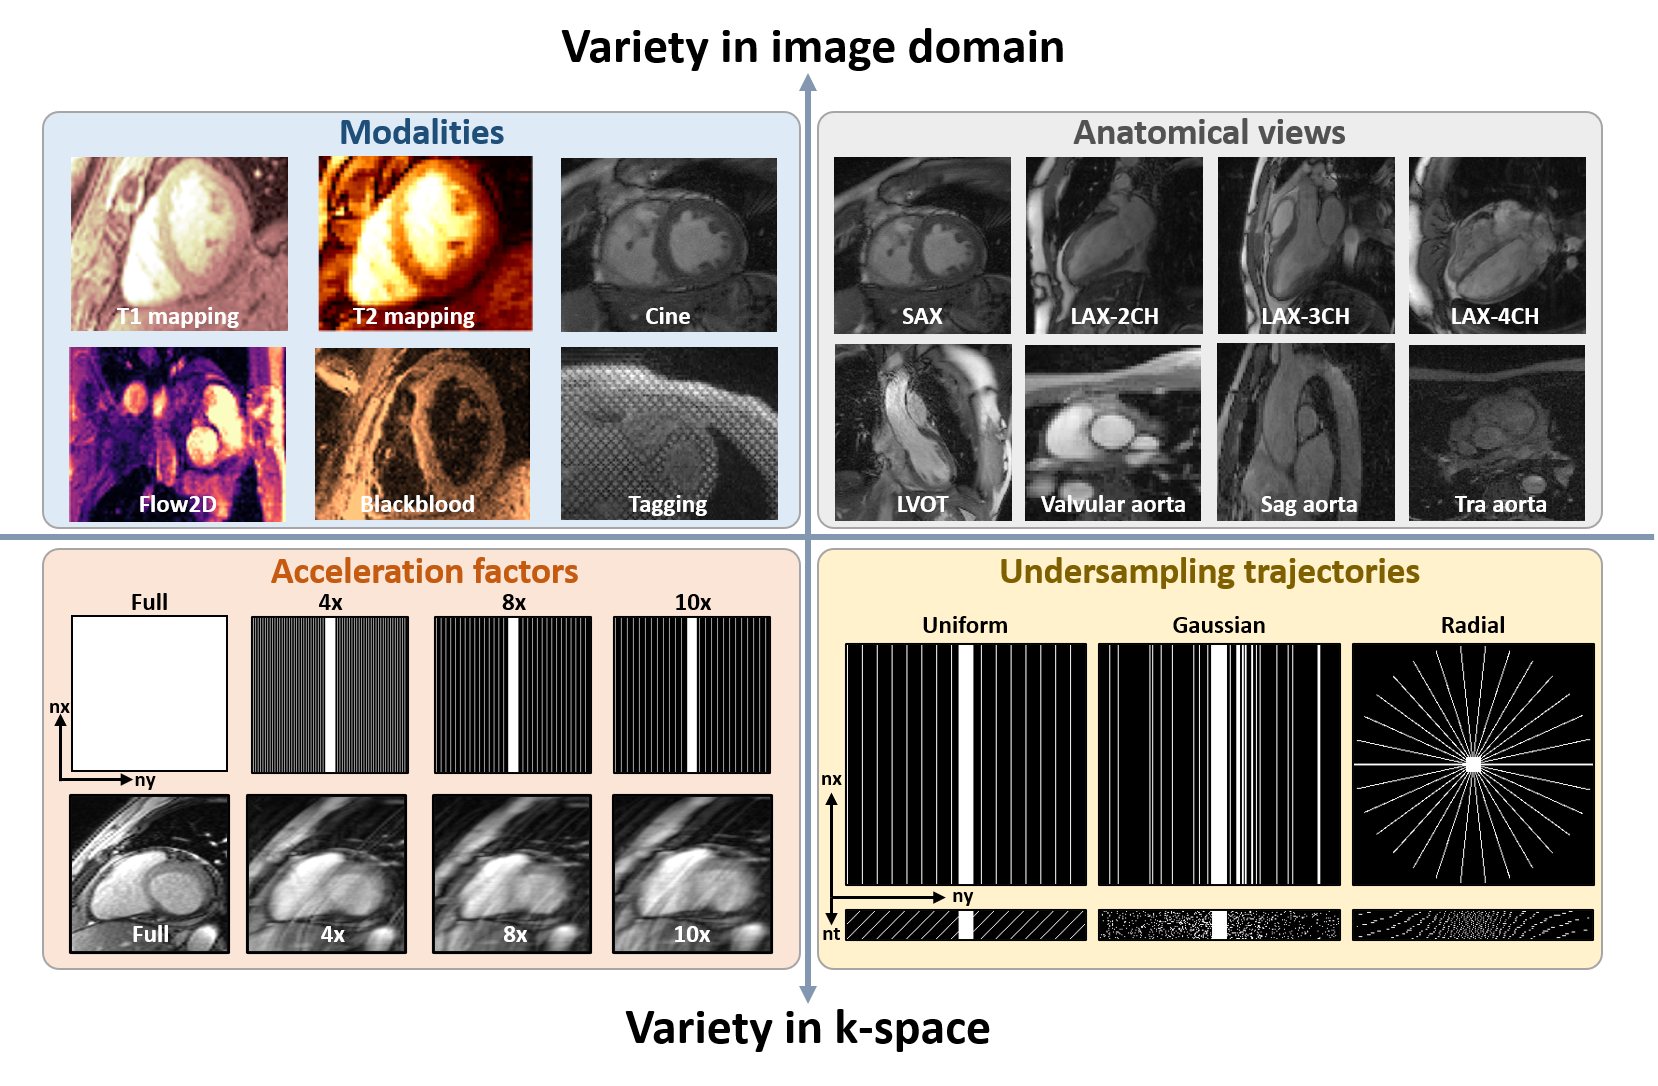 Variety in image domain
Modalities
T1 mapping
T2 mapping
Cine
Flow2D
Blackblood
Tagging
Anatomical views
SAX
LAX-2CH
LAX-3CH
LAX-4CH
LVOT
Valvular aorta
Sag aorta
Tra aorta
Acceleration factors
Full
4x
8x
10x
nx
ny
Full
4x
8x
10x
Undersampling trajectories
Uniform
Gaussian
Radial
nx
ny
nt
Variety in k-space